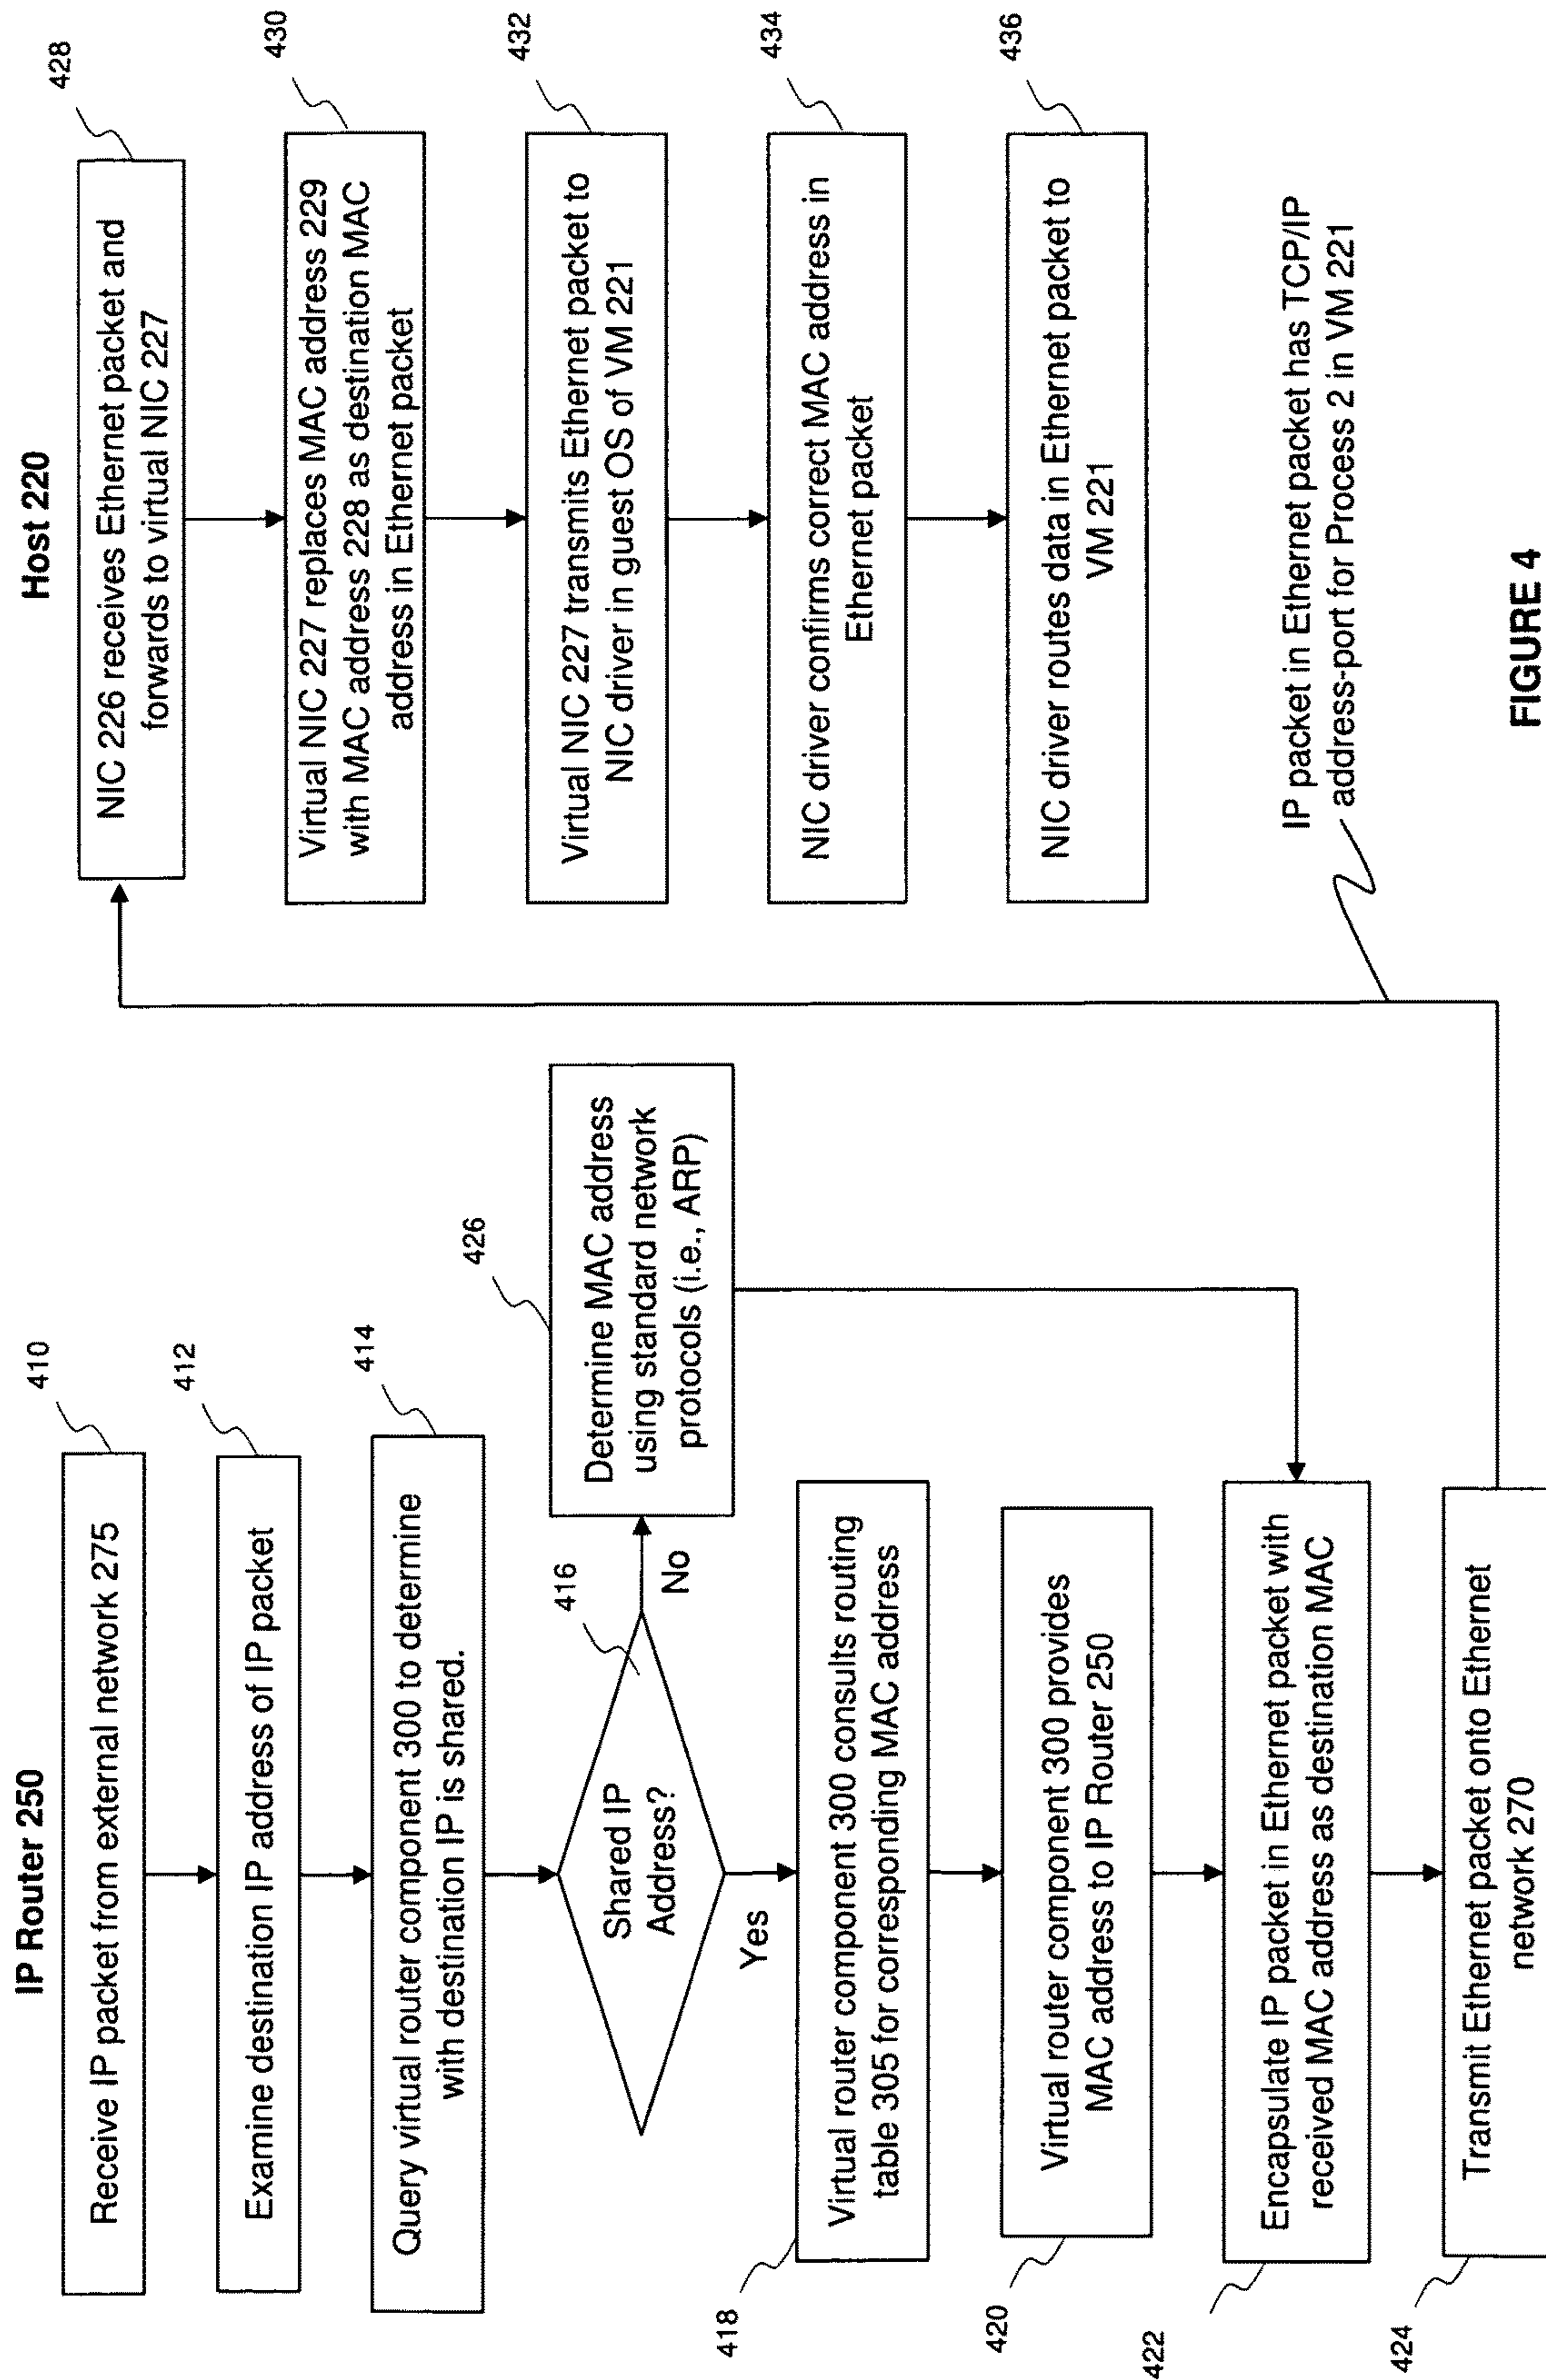 IP Router 250
410
Receive IP packet from external network 275
412
Examine destination IP address of IP packet
414
Query virtual router component 300 to determine
with destination IP is shared.
416
Shared IP
Address?
No
Yes
426
Determine MAC address
using standard network
protocols (i.e., ARP)
418
Virtual router component 300 consults routing
table 305 for corresponding MAC address
420
Virtual router component 300 provides
MAC address to IP Router 250
422
Encapsulate IP packet in Ethernet packet with
received MAC address as destination MAC
424
Transmit Ethernet packet onto Ethernet
network 270
Host 220
428
NIC 226 receives Ethernet packet and
forwards to virtual NIC 227
430
Virtual NIC 227 replaces MAC address 229
with MAC address 228 as destination MAC
address in Ethernet packet
432
Virtual NIC 227 transmits Ethernet packet to
NIC driver in guest OS of VM 221
434
NIC driver confirms correct MAC address in
Ethernet packet
436
NIC driver routes data in Ethernet packet to
VM 221
IP packet in Ethernet packet has TCP/IP
address-port for Process 2 in VM 221
FIGURE 4